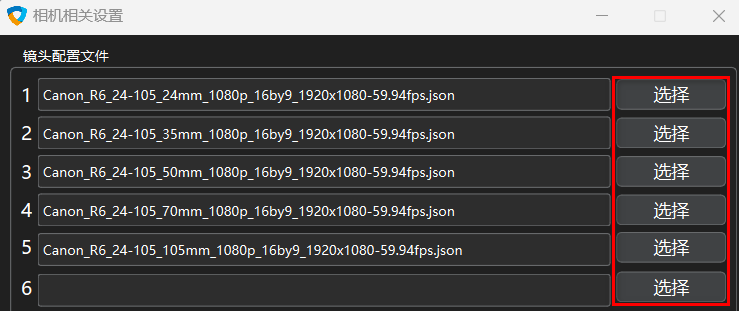 相机相关设置
镜头配置文件
1 Canon_R6_24-105_24mm_1080p_16by9_1920x1080-59.94fps.json 选择
2 Canon_R6_24-105_35mm_1080p_16by9_1920x1080-59.94fps.json 选择
3 Canon_R6_24-105_50mm_1080p_16by9_1920x1080-59.94fps.json 选择
4 Canon_R6_24-105_70mm_1080p_16by9_1920x1080-59.94fps.json 选择
5 Canon_R6_24-105_105mm_1080p_16by9_1920x1080-59.94fps.json 选择
6 选择